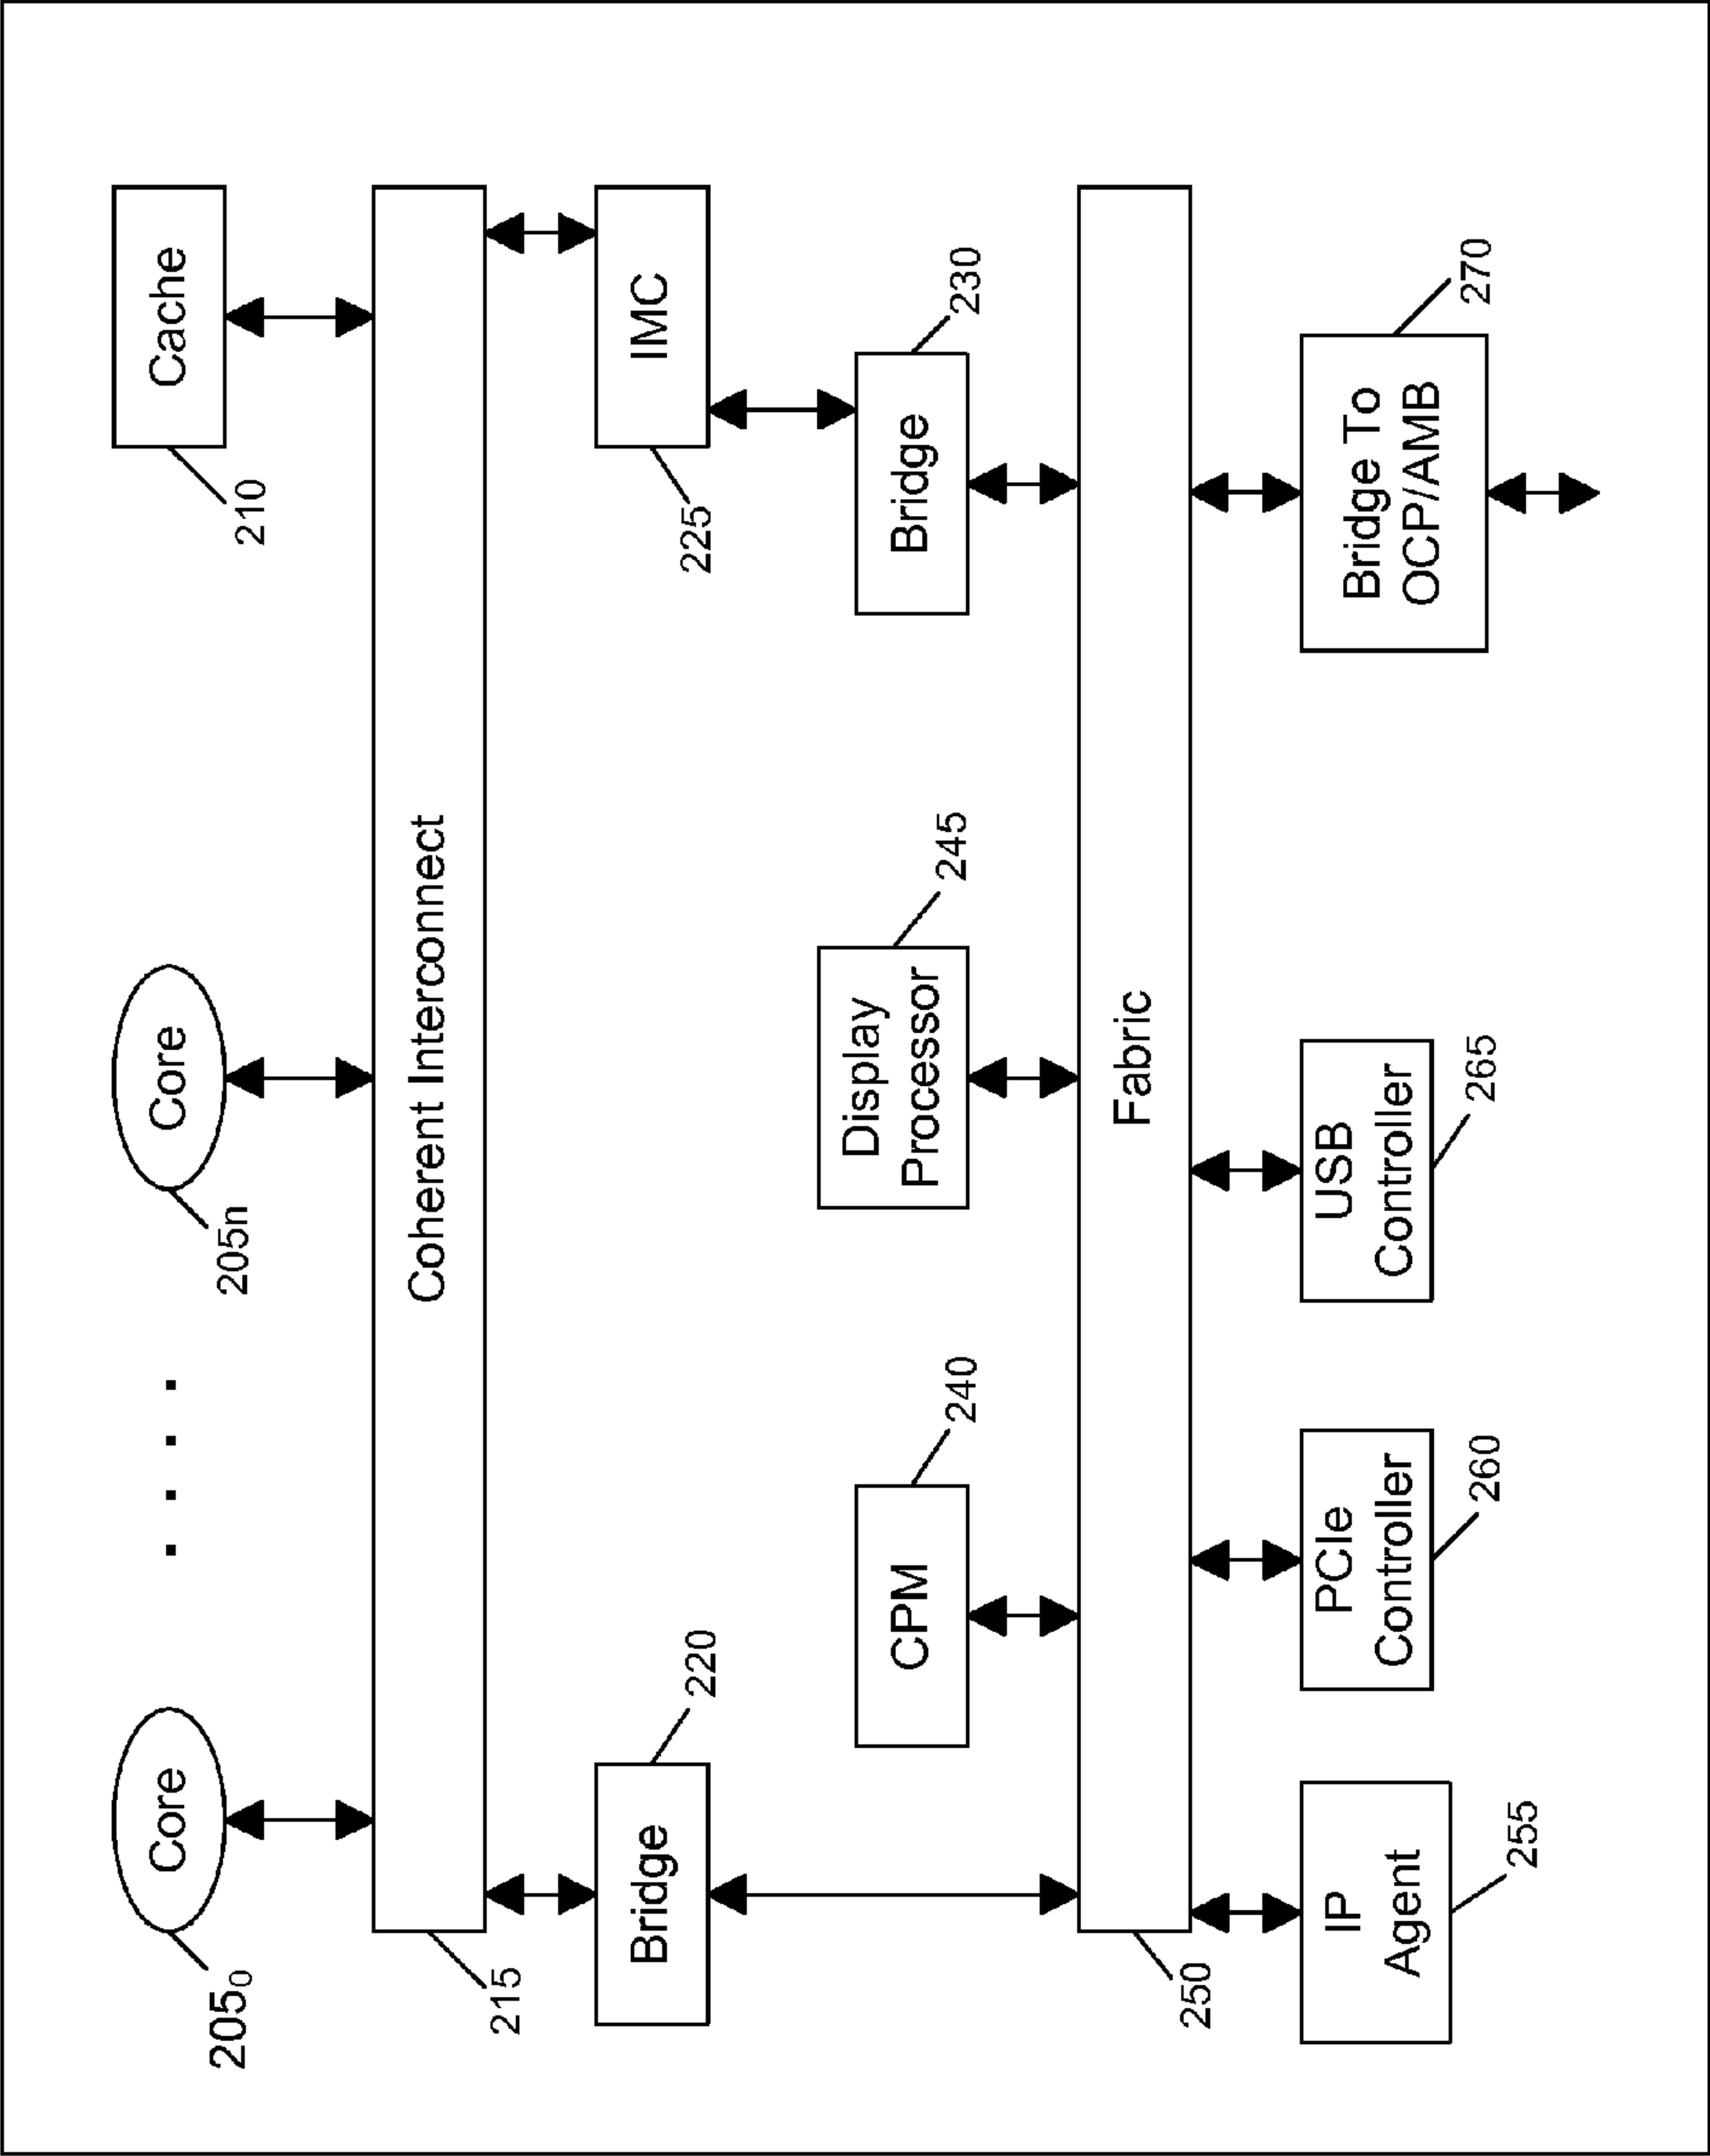 Core
Core
Cache
205₀
205n
210
Coherent Interconnect
215
Bridge
220
IMC
225
CPM
240
Display
Processor
245
Bridge
230
Fabric
250
IP
Agent
255
PCIe
Controller
260
USB
Controller
265
Bridge To
OCP/AMB
270